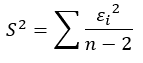 S² = ∑ εᵢ² / (n − 2)